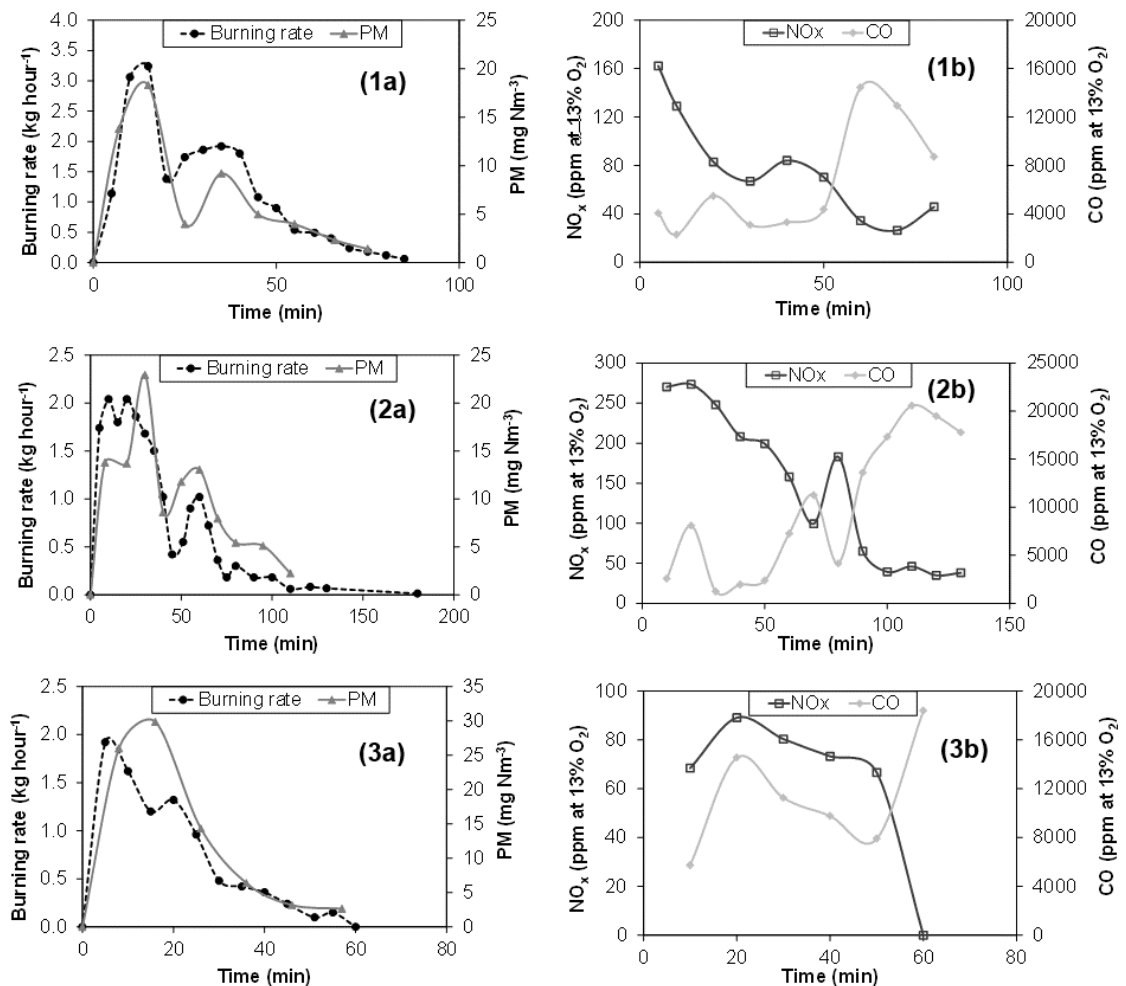 Burning rate PM
(1a)
Burning rate (kg hour⁻¹)
4.0
3.5
3.0
2.5
2.0
1.5
1.0
0.5
0.0
PM (mg Nm⁻³)
25
20
15
10
5
0
0 50 100
Time (min)
NOx CO
(1b)
NOₓ (ppm at 13% O₂)
200
160
120
80
40
0
CO (ppm at 13% O₂)
20000
16000
12000
8000
4000
0
0 50 100
Time (min)
Burning rate PM
(2a)
Burning rate (kg hour⁻¹)
2.5
2.0
1.5
1.0
0.5
0.0
PM (mg Nm⁻³)
25
20
15
10
5
0
0 50 100 150 200
Time (min)
NOx CO
(2b)
NOₓ (ppm at 13% O₂)
300
250
200
150
100
50
0
CO (ppm at 13% O₂)
25000
20000
15000
10000
5000
0
0 50 100 150
Time (min)
Burning rate PM
(3a)
Burning rate (kg hour⁻¹)
2.5
2.0
1.5
1.0
0.5
0.0
PM (mg Nm⁻³)
35
30
25
20
15
10
5
0
0 20 40 60 80
Time (min)
NOx CO
(3b)
NOₓ (ppm at 13% O₂)
100
80
60
40
20
0
CO (ppm at 13% O₂)
20000
16000
12000
8000
4000
0
0 20 40 60 80
Time (min)